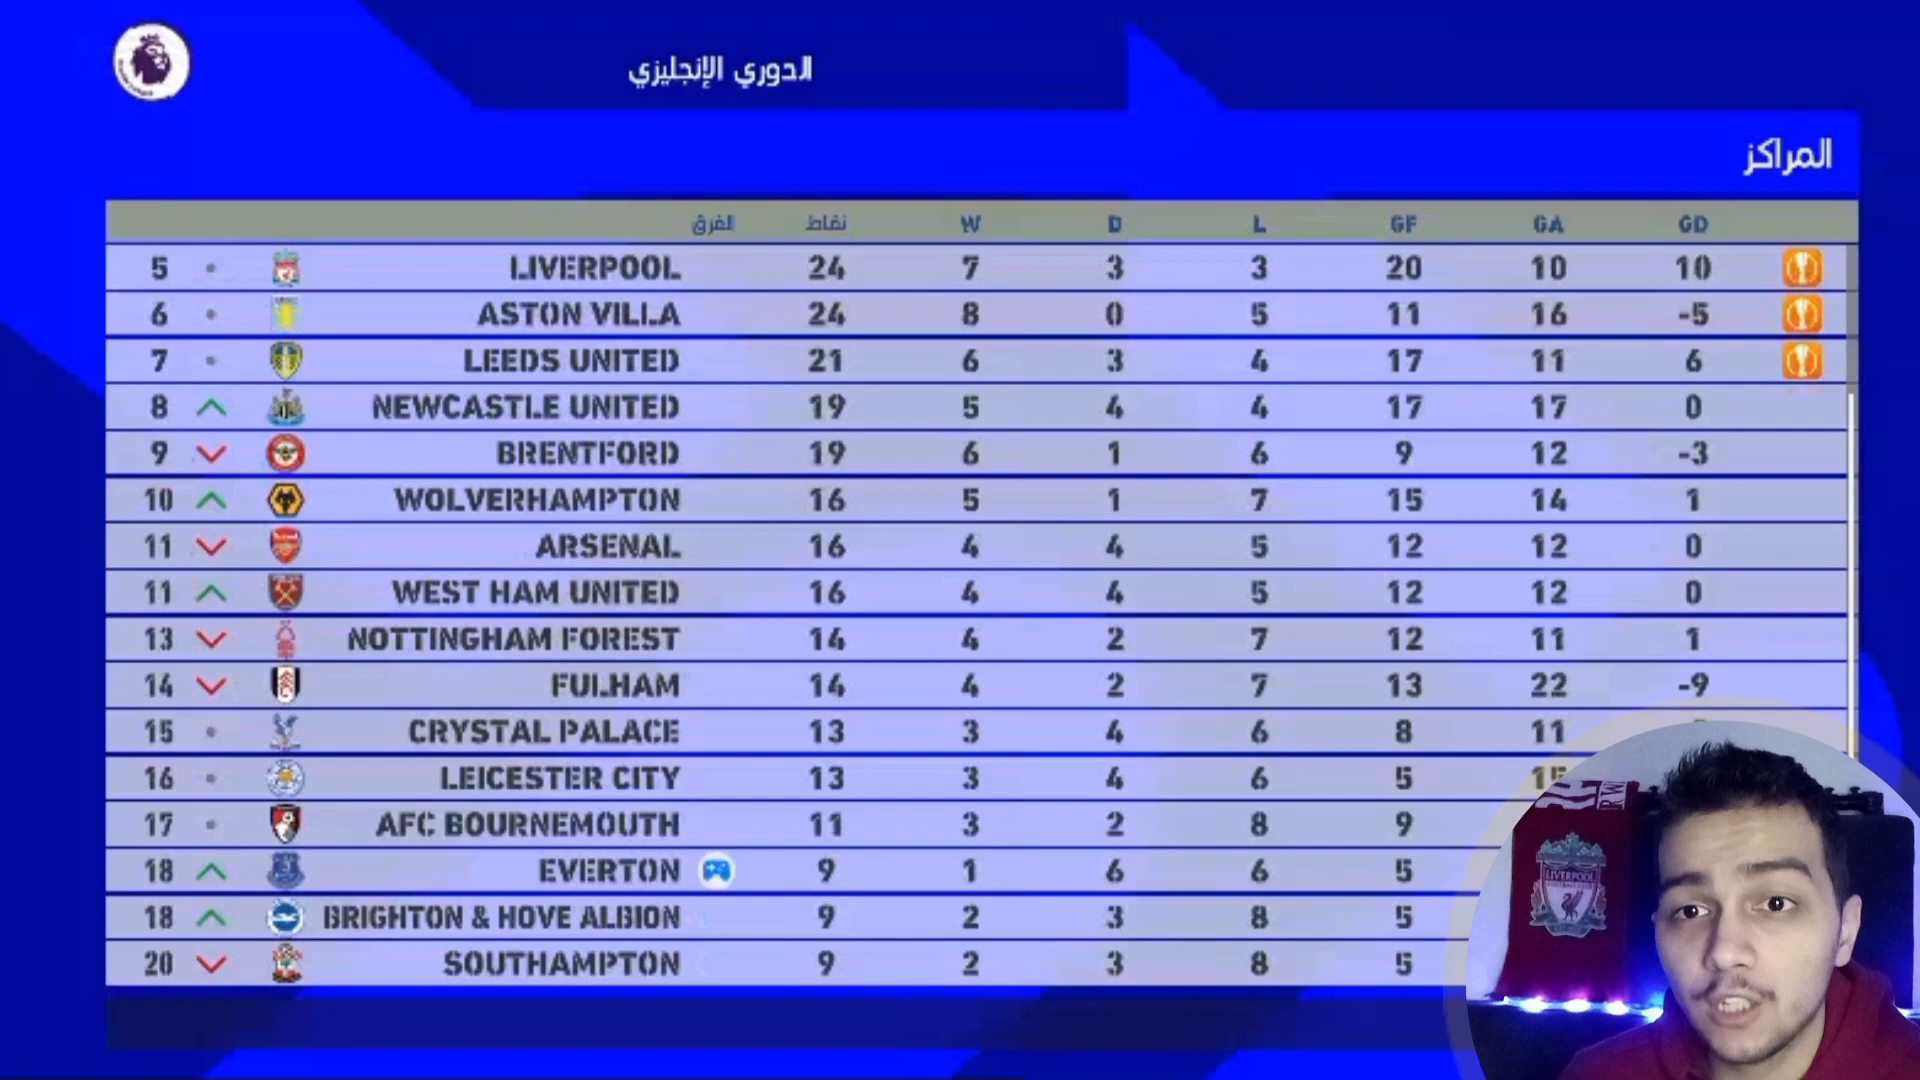 الدوري الإنجليزي
المراكز
الفرق نقاط W D L GF GA GD
5 LIVERPOOL 24 7 3 3 20 10 10
6 ASTON VILLA 24 8 0 5 11 16 -5
7 LEEDS UNITED 21 6 3 4 17 11 6
8 NEWCASTLE UNITED 19 5 4 4 17 17 0
9 BRENTFORD 19 6 1 6 9 12 -3
10 WOLVERHAMPTON 16 5 1 7 15 14 1
11 ARSENAL 16 4 4 5 12 12 0
11 WEST HAM UNITED 16 4 4 5 12 12 0
13 NOTTINGHAM FOREST 14 4 2 7 12 11 1
14 FULHAM 14 4 2 7 13 22 -9
15 CRYSTAL PALACE 13 3 4 6 8 11
16 LEICESTER CITY 13 3 4 6 5 15
17 AFC BOURNEMOUTH 11 3 2 8 9
18 EVERTON 9 1 6 6 5
18 BRIGHTON & HOVE ALBION 9 2 3 8 5
20 SOUTHAMPTON 9 2 3 8 5
LIVERPOOL